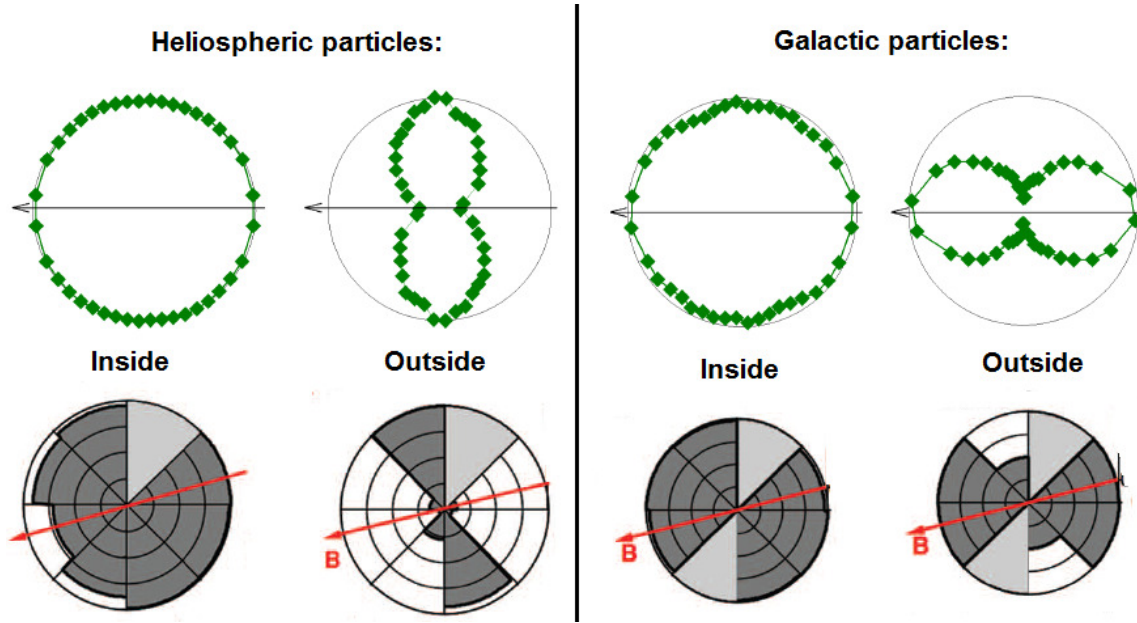 Heliospheric particles:
Galactic particles:
Inside
Outside
Inside
Outside
B
B
B
B